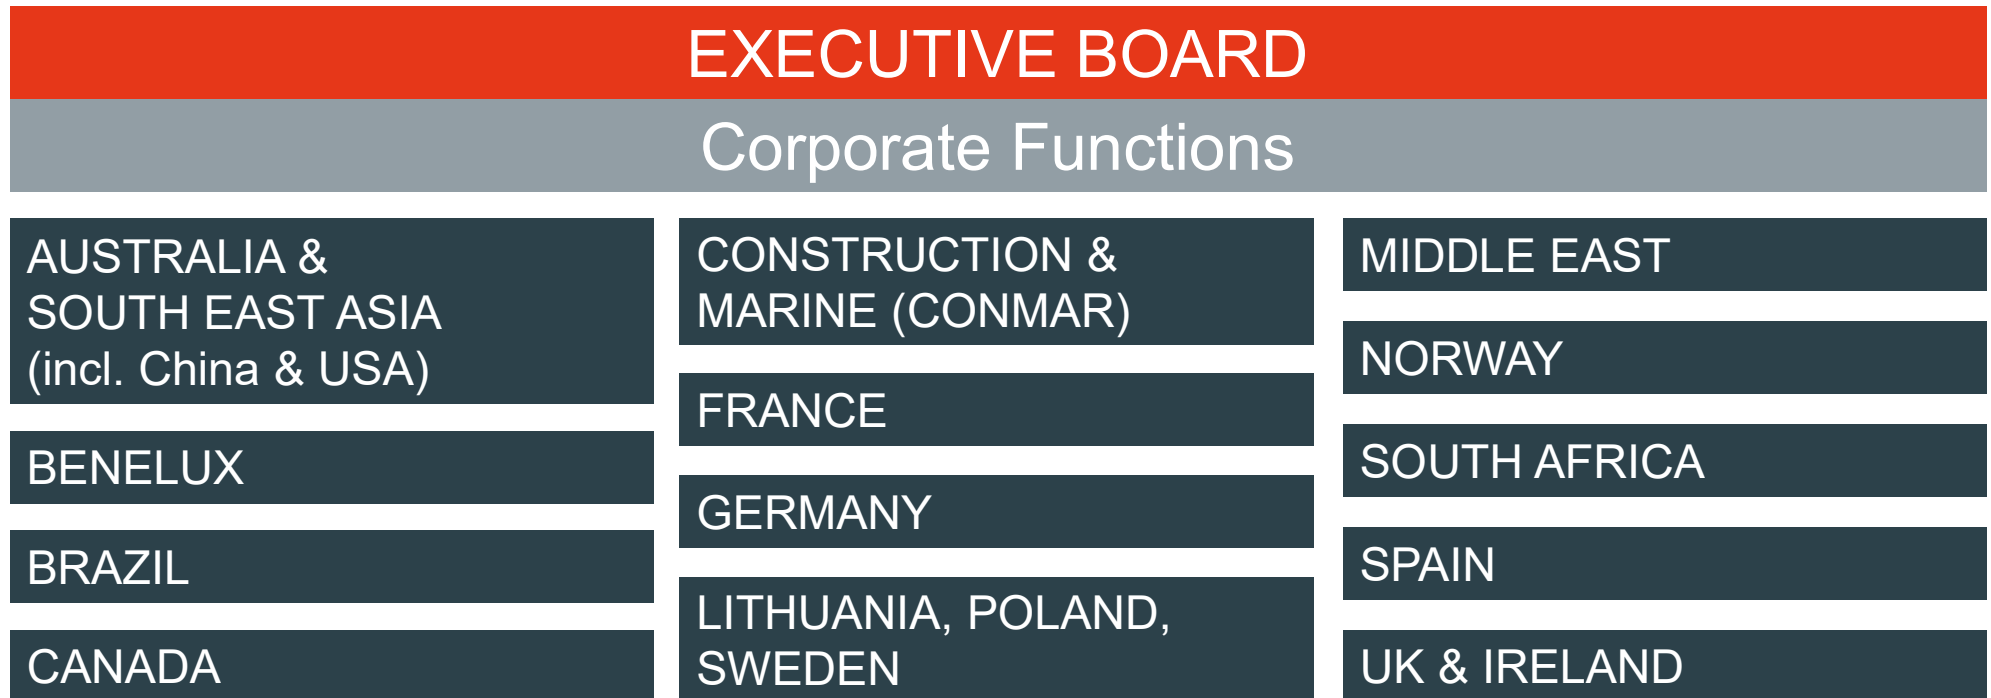 EXECUTIVE BOARD
Corporate Functions
AUSTRALIA &
SOUTH EAST ASIA
(incl. China & USA)
BENELUX
BRAZIL
CANADA
CONSTRUCTION &
MARINE (CONMAR)
FRANCE
GERMANY
LITHUANIA, POLAND,
SWEDEN
MIDDLE EAST
NORWAY
SOUTH AFRICA
SPAIN
UK & IRELAND